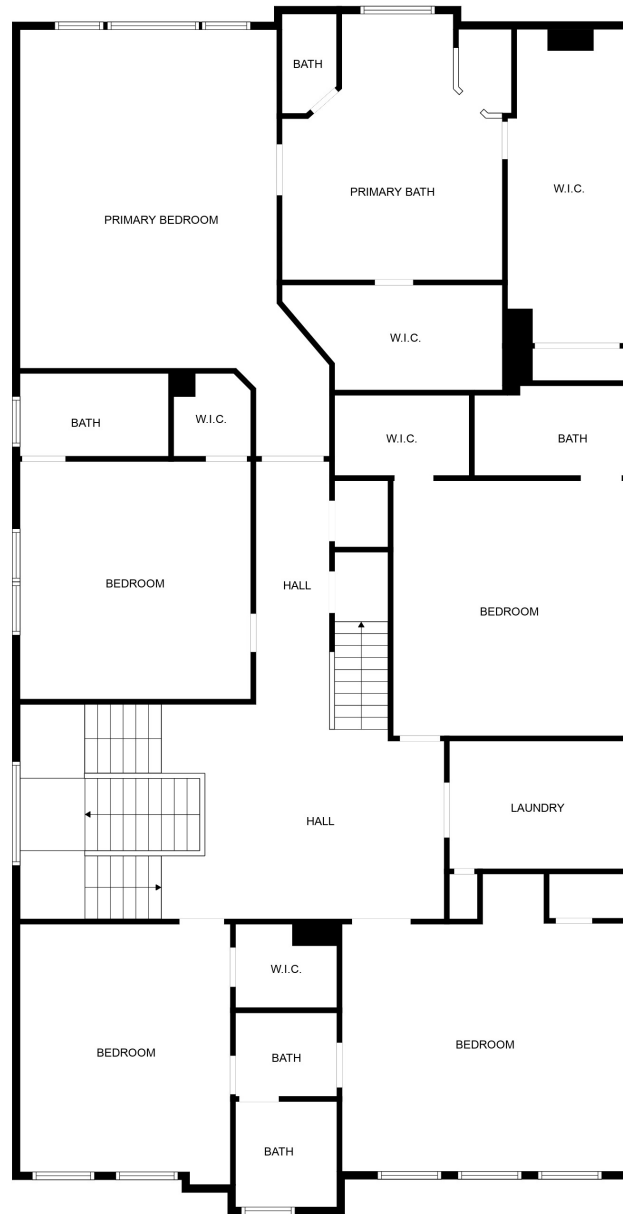 BATH
PRIMARY BEDROOM
PRIMARY BATH
W.I.C.
W.I.C.
BATH
W.I.C.
W.I.C.
BATH
BEDROOM
HALL
BEDROOM
HALL
LAUNDRY
W.I.C.
BEDROOM
BATH
BEDROOM
BATH